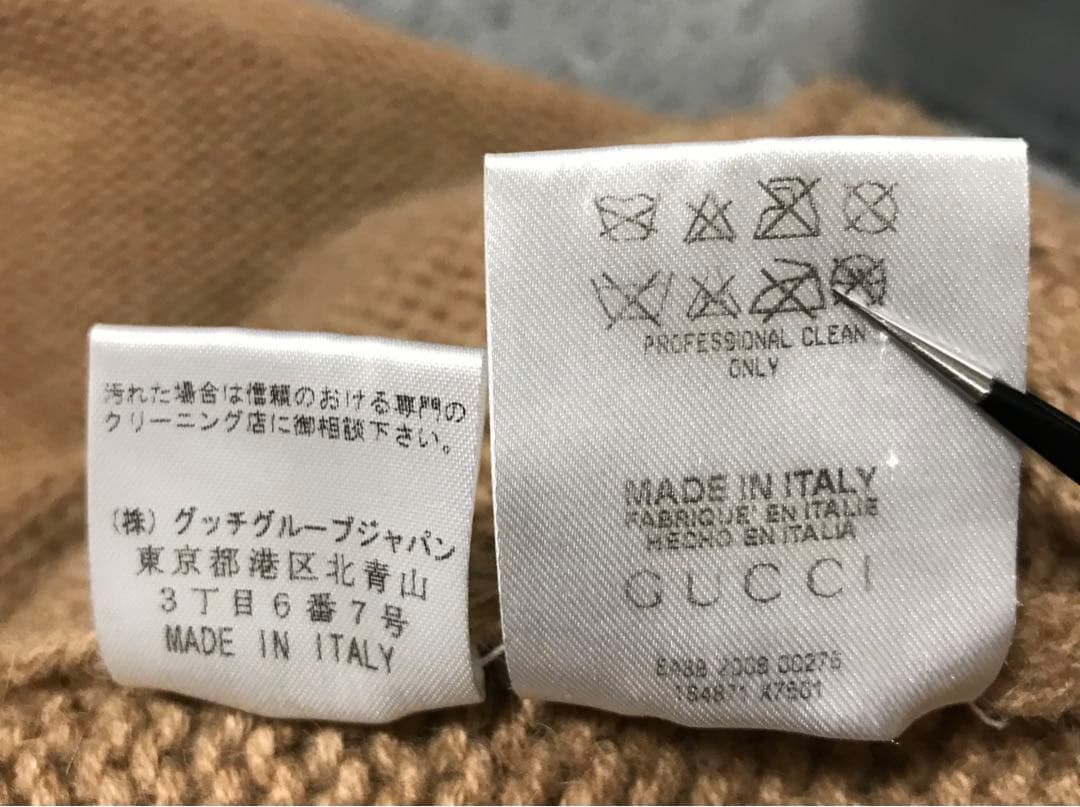 汚れた場合は信頼のおける専門の
クリーニング店に御相談下さい。
(株)グッチグループジャパン
東京都港区北青山
3丁目6番7号
MADE IN ITALY
PROFESSIONAL CLEAN
ONLY
MADE IN ITALY
FABRIQUE' EN ITALIE
HECHO EN ITALIA
GUCCI
2008 00276